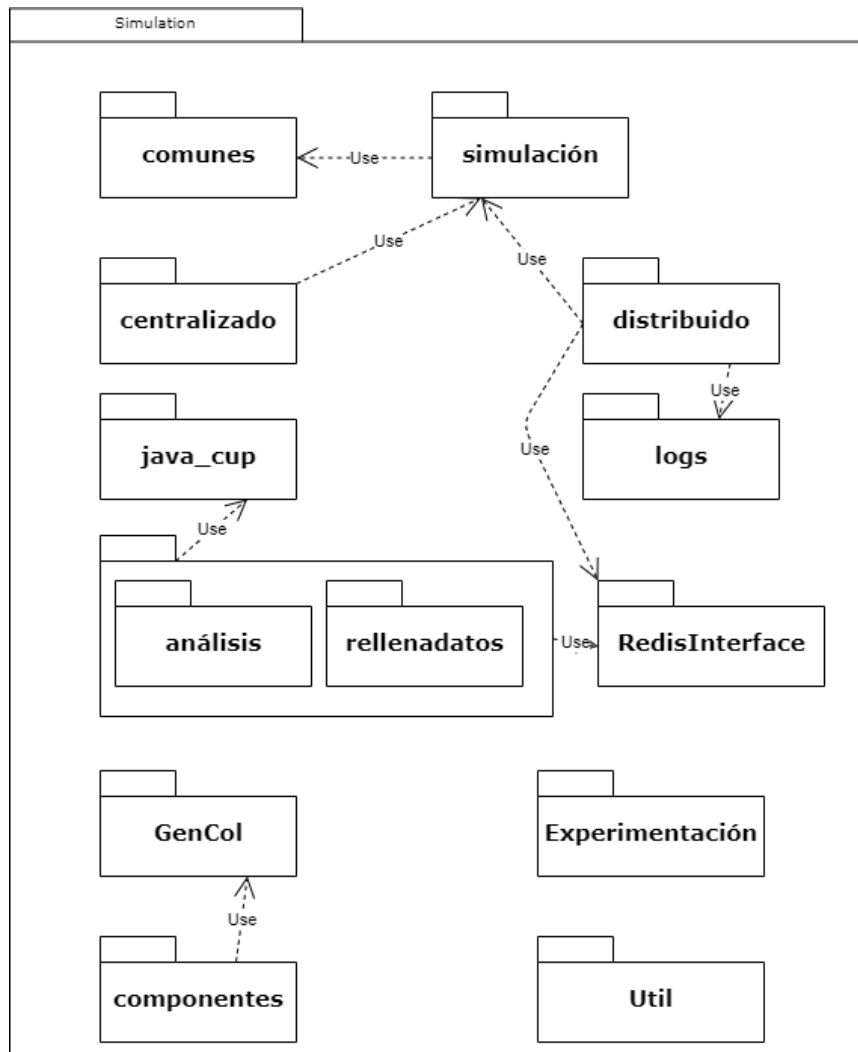 Simulation
comunes
Use
simulación
Use
Use
centralizado
distribuido
Use
java_cup
Use
logs
Use
análisis
rellenadatos
Use
RedisInterface
GenCol
Experimentación
Use
componentes
Util